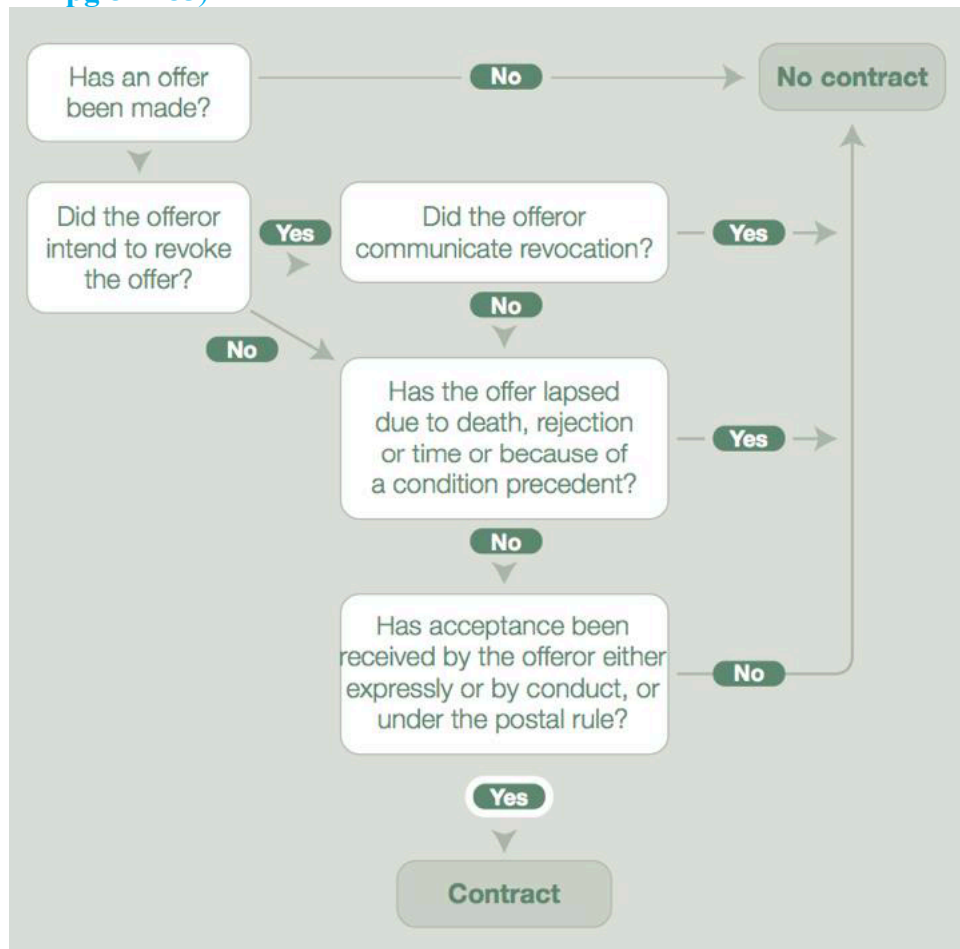 Has an offer
been made?
No
No contract
Did the offeror
intend to revoke
the offer?
Yes
Did the offeror
communicate revocation?
Yes
No
No
Has the offer lapsed
due to death, rejection
or time or because of
a condition precedent?
Yes
No
Has acceptance been
received by the offeror either
expressly or by conduct, or
under the postal rule?
No
Yes
Contract